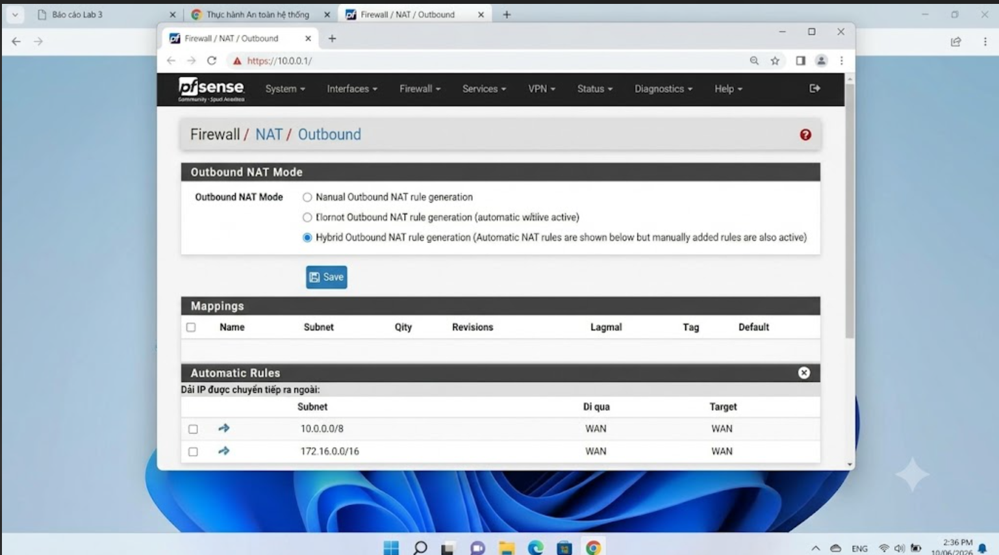 Báo cáo Lab 3
Thực hành An toàn hệ thống
Firewall / NAT / Outbound
Firewall / NAT / Outbound
https://10.0.0.1/
pfsense
System
Interfaces
Firewall
Services
VPN
Status
Diagnostics
Help
Firewall / NAT / Outbound
Outbound NAT Mode
Outbound NAT Mode
Nanual Outbound NAT rule generation
Elornot Outbound NAT rule generation (automatic active)
Hybrid Outbound NAT rule generation (Automatic NAT rules are shown below but manually added rules are also active)
Save
Mappings
Name Subnet Qity Revisions Lagmal Tag Default
Automatic Rules
Dải IP được chuyển tiếp ra ngoài:
Subnet Di qua Target
10.0.0.0/8 WAN WAN
172.16.0.0/16 WAN WAN
ENG
2:36 PM
10/06/2026